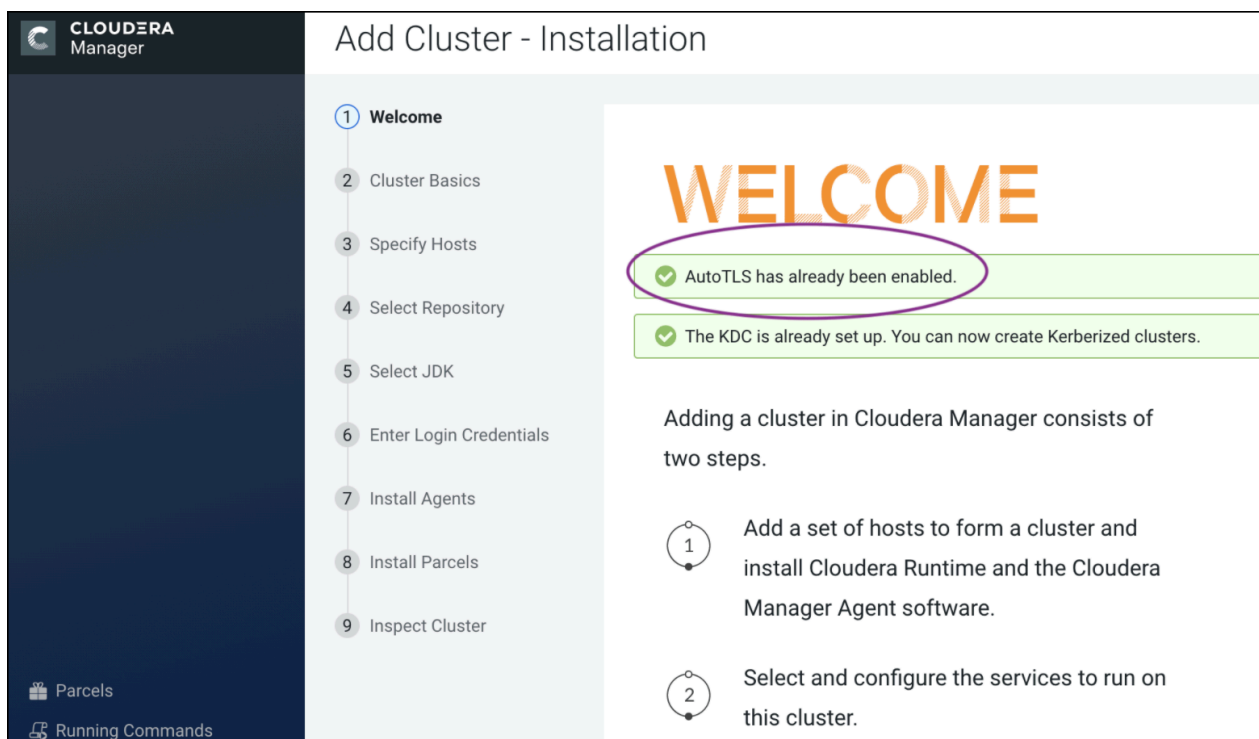 CLOUDERA
Manager
Add Cluster - Installation
1 Welcome
2 Cluster Basics
3 Specify Hosts
4 Select Repository
5 Select JDK
6 Enter Login Credentials
7 Install Agents
8 Install Parcels
9 Inspect Cluster
Parcels
Running Commands
WELCOME
AutoTLS has already been enabled.
The KDC is already set up. You can now create Kerberized clusters.
Adding a cluster in Cloudera Manager consists of
two steps.
1
Add a set of hosts to form a cluster and
install Cloudera Runtime and the Cloudera
Manager Agent software.
2
Select and configure the services to run on
this cluster.